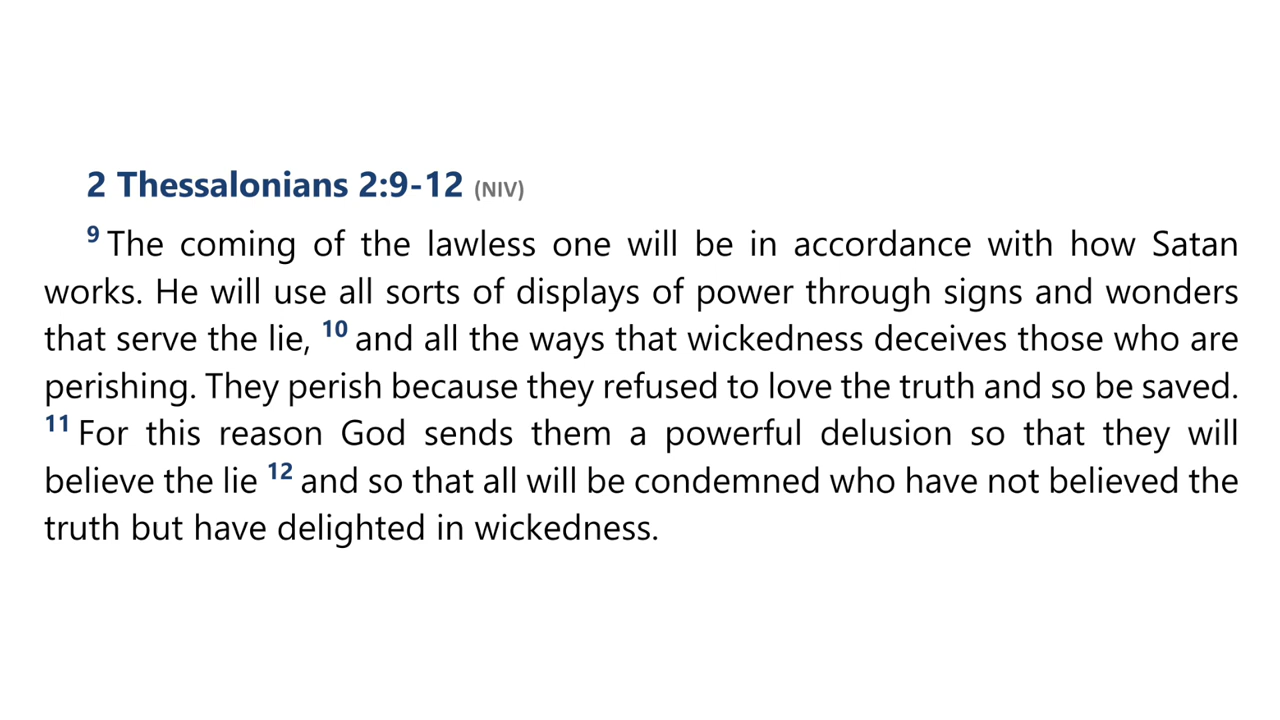 2 Thessalonians 2:9-12 (NIV)
9 The coming of the lawless one will be in accordance with how Satan
works. He will use all sorts of displays of power through signs and wonders
that serve the lie, 10 and all the ways that wickedness deceives those who are
perishing. They perish because they refused to love the truth and so be saved.
11 For this reason God sends them a powerful delusion so that they will
believe the lie 12 and so that all will be condemned who have not believed the
truth but have delighted in wickedness.